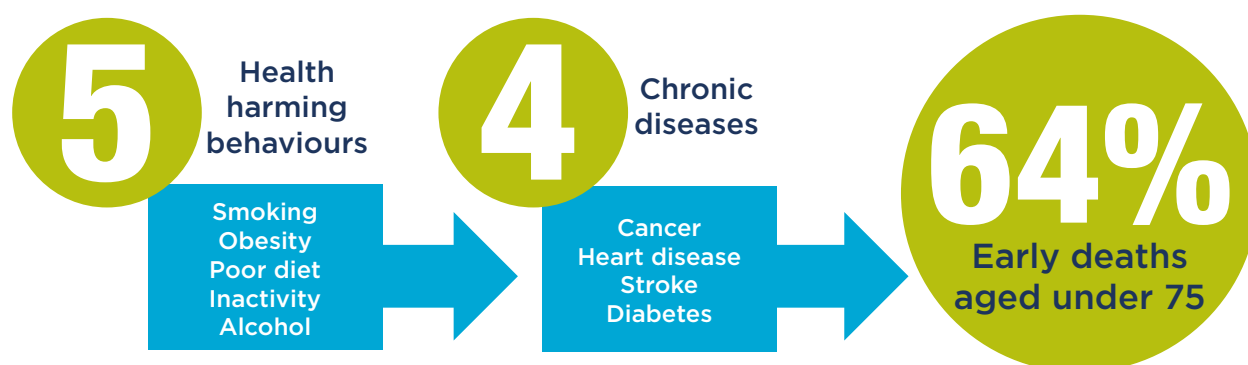 5
Health
harming
behaviours
Smoking
Obesity
Poor diet
Inactivity
Alcohol
4
Chronic
diseases
Cancer
Heart disease
Stroke
Diabetes
64%
Early deaths
aged under 75